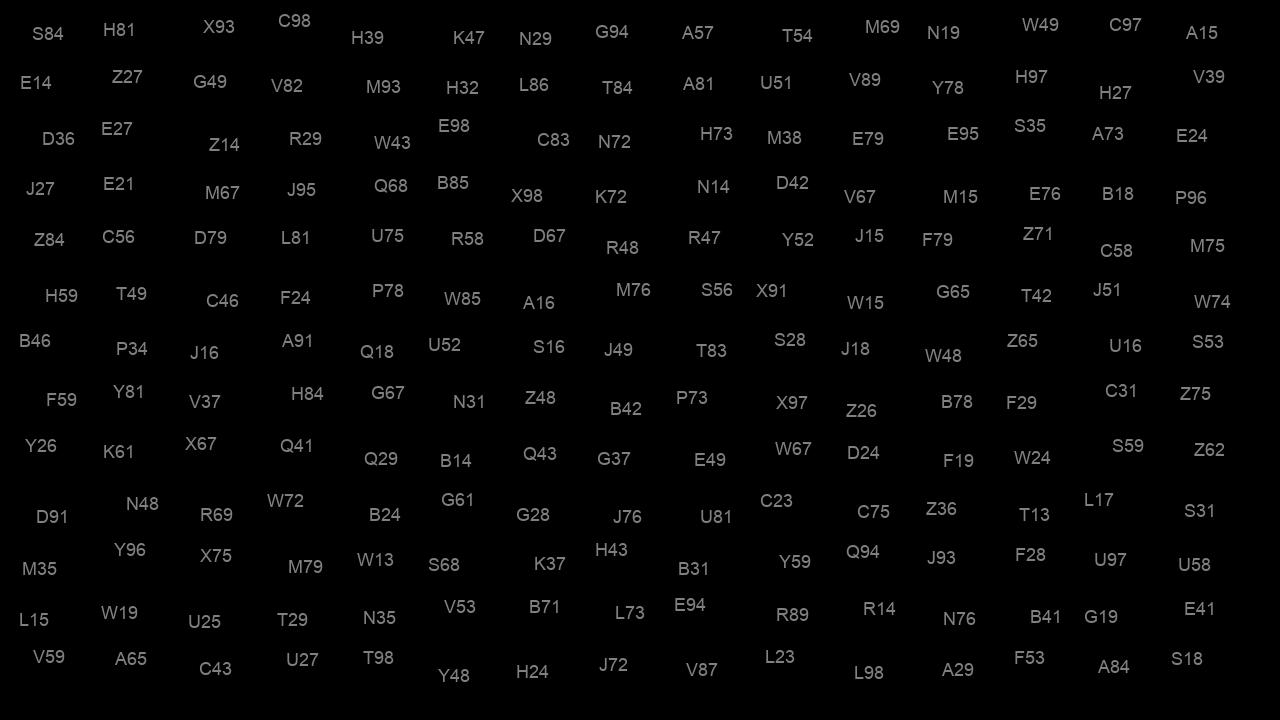 S84 H81 X93 C98 H39 K47 N29 G94 A57 T54 M69 N19 W49 C97 A15
E14 Z27 G49 V82 M93 H32 L86 T84 A81 U51 V89 Y78 H97 H27 V39
D36 E27 Z14 R29 W43 E98 C83 N72 H73 M38 E79 E95 S35 A73 E24
J27 E21 M67 J95 Q68 B85 X98 K72 N14 D42 V67 M15 E76 B18 P96
Z84 C56 D79 L81 U75 R58 D67 R48 R47 Y52 J15 F79 Z71 C58 M75
H59 T49 C46 F24 P78 W85 A16 M76 S56 X91 W15 G65 T42 J51 W74
B46 P34 J16 A91 Q18 U52 S16 J49 T83 S28 J18 W48 Z65 U16 S53
F59 Y81 V37 H84 G67 N31 Z48 B42 P73 X97 Z26 B78 F29 C31 Z75
Y26 K61 X67 Q41 Q29 B14 Q43 G37 E49 W67 D24 F19 W24 S59 Z62
D91 N48 R69 W72 B24 G61 G28 J76 U81 C23 C75 Z36 T13 L17 S31
M35 Y96 X75 M79 W13 S68 K37 H43 B31 Y59 Q94 J93 F28 U97 U58
L15 W19 U25 T29 N35 V53 B71 L73 E94 R89 R14 N76 B41 G19 E41
V59 A65 C43 U27 T98 Y48 H24 J72 V87 L23 L98 A29 F53 A84 S18